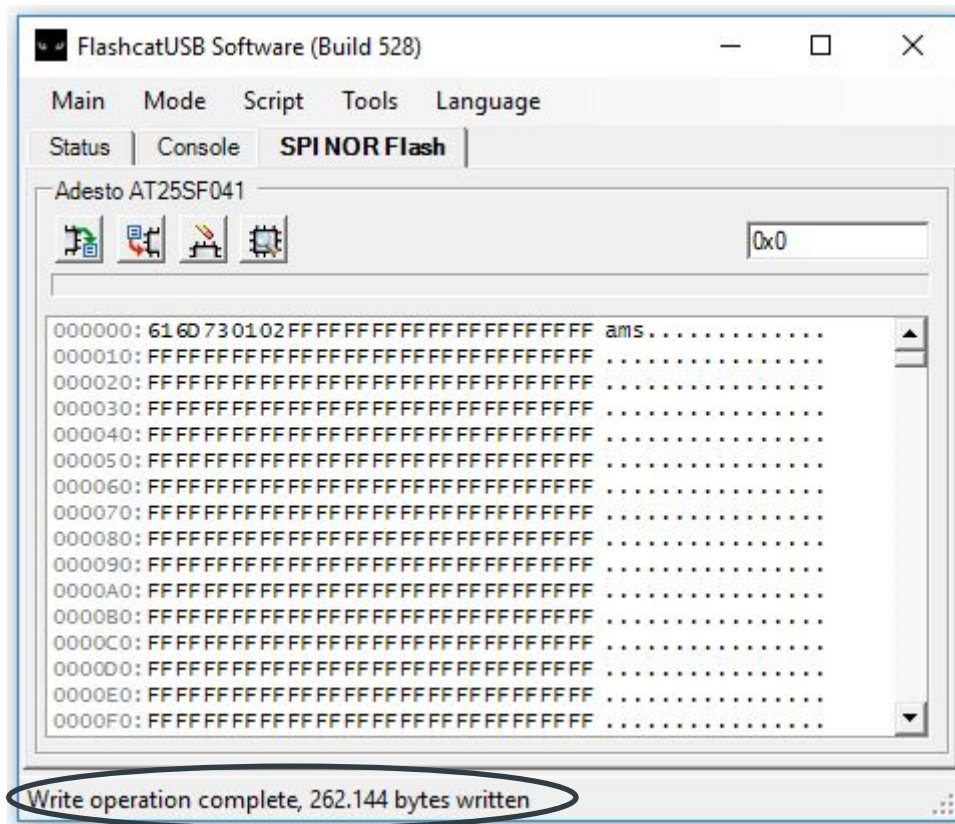 FlashcatUSB Software (Build 528)
Main Mode Script Tools Language
Status Console SPI NOR Flash
Adesto AT25SF041
0x0
000000:616D730102FFFFFFFFFFFFFFFFFFFFFF ams.............
000010:FFFFFFFFFFFFFFFFFFFFFFFFFFFFFFFF ................
000020:FFFFFFFFFFFFFFFFFFFFFFFFFFFFFFFF ................
000030:FFFFFFFFFFFFFFFFFFFFFFFFFFFFFFFF ................
000040:FFFFFFFFFFFFFFFFFFFFFFFFFFFFFFFF ................
000050:FFFFFFFFFFFFFFFFFFFFFFFFFFFFFFFF ................
000060:FFFFFFFFFFFFFFFFFFFFFFFFFFFFFFFF ................
000070:FFFFFFFFFFFFFFFFFFFFFFFFFFFFFFFF ................
000080:FFFFFFFFFFFFFFFFFFFFFFFFFFFFFFFF ................
000090:FFFFFFFFFFFFFFFFFFFFFFFFFFFFFFFF ................
0000A0:FFFFFFFFFFFFFFFFFFFFFFFFFFFFFFFF ................
0000B0:FFFFFFFFFFFFFFFFFFFFFFFFFFFFFFFF ................
0000C0:FFFFFFFFFFFFFFFFFFFFFFFFFFFFFFFF ................
0000D0:FFFFFFFFFFFFFFFFFFFFFFFFFFFFFFFF ................
0000E0:FFFFFFFFFFFFFFFFFFFFFFFFFFFFFFFF ................
0000F0:FFFFFFFFFFFFFFFFFFFFFFFFFFFFFFFF ................
Write operation complete, 262.144 bytes written